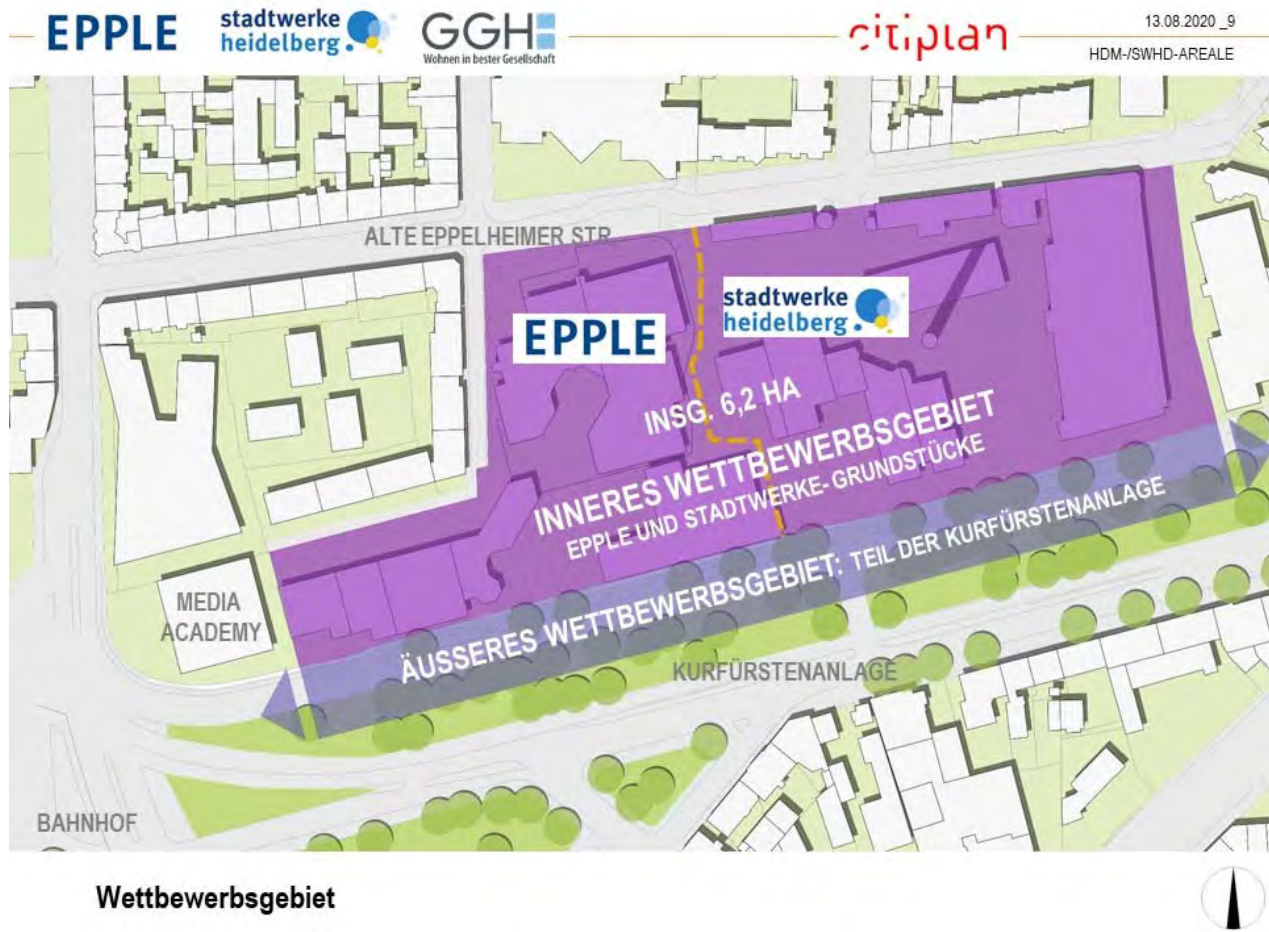 EPPLE
stadtwerke
heidelberg
GGH
Wohnen in bester Gesellschaft
citiplan
13.08.2020 _9
HDM-/SWHD-AREALE
ALTE EPPELHEIMER STR
EPPLE
stadtwerke
heidelberg
INSG. 6,2 HA
INNERES WETTBEWERBSGEBIET
EPPLE UND STADTWERKE- GRUNDSTÜCKE
ÄUSSERES WETTBEWERBSGEBIET: TEIL DER KURFÜRSTENANLAGE
MEDIA
ACADEMY
KURFÜRSTENANLAGE
BAHNHOF
Wettbewerbsgebiet